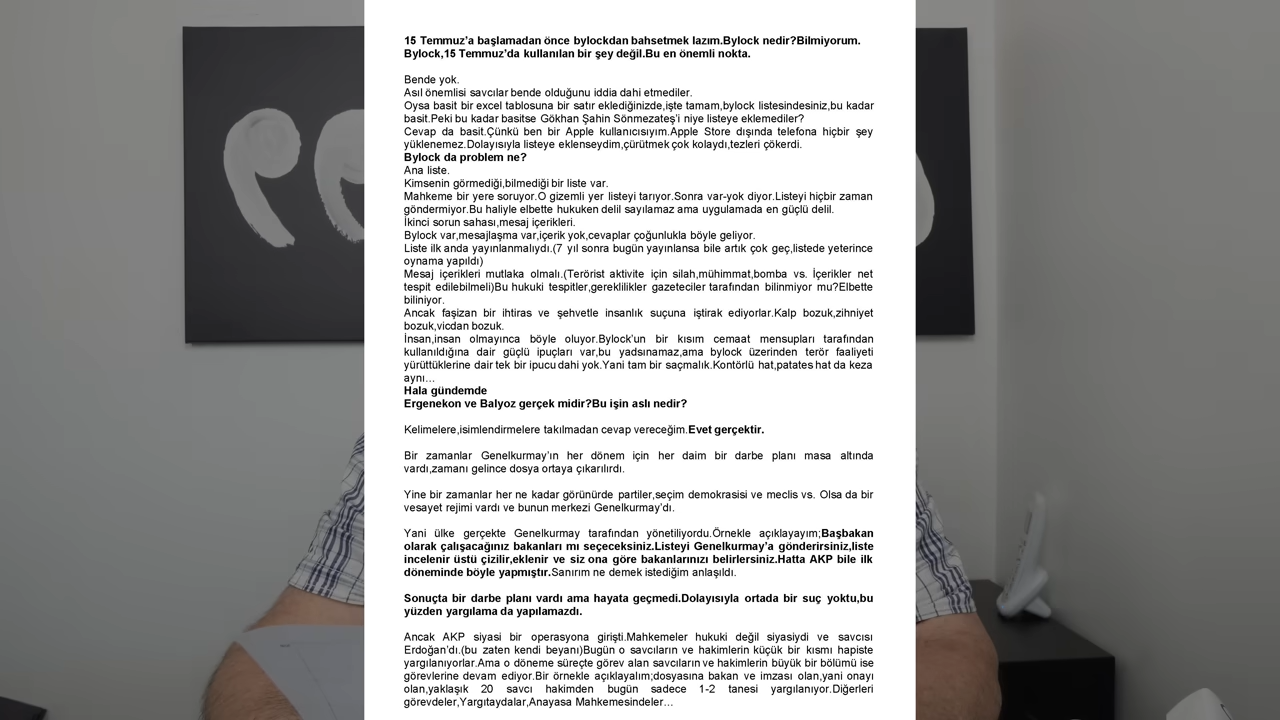 15 Temmuz'a başlamadan önce bylockdan bahsetmek lazım.Bylock nedir?Bilmiyorum.
Bylock,15 Temmuz'da kullanılan bir şey değil.Bu en önemli nokta.
Bende yok.
Asıl önemlisi savcılar bende olduğunu iddia dahi etmediler.
Oysa basit bir excel tablosuna bir satır eklediğinizde,işte tamam,bylock listesindesiniz,bu kadar
basit.Peki bu kadar basitse Gökhan Şahin Sönmezateş'i niye listeye eklemediler?
Cevap da basit.Çünkü ben bir Apple kullanıcısıyım.Apple Store dışında telefona hiçbir şey
yüklenemez.Dolayısıyla listeye eklenseydim,çürütmek çok kolaydı,tezleri çökerdi.
Bylock da problem ne?
Ana liste.
Kimsenin görmediği,bilmediği bir liste var.
Mahkeme bir yere soruyor.O gizemli yer listeyi tarıyor.Sonra var-yok diyor.Listeyi hiçbir zaman
göndermiyor.Bu haliyle elbette hukuken delil sayılamaz ama uygulamada en güçlü delil.
İkinci sorun sahası,mesaj içerikleri.
Bylock var,mesajlaşma var,içerik yok,cevaplar çoğunlukla böyle geliyor.
Liste ilk anda yayınlanmalıydı.(7 yıl sonra bugün yayınlansa bile artık çok geç,listede yeterince
oynama yapıldı)
Mesaj içerikleri mutlaka olmalı.(Terörist aktivite için silah,mühimmat,bomba vs. İçerikler net
tespit edilebilmeli)Bu hukuki tespitler,gereklilikler gazeteciler tarafından bilinmiyor mu?Elbette
biliniyor.
Ancak faşizan bir ihtiras ve şehvetle insanlık suçuna iştirak ediyorlar.Kalp bozuk,zihniyet
bozuk,vicdan bozuk.
İnsan,insan olmayınca böyle oluyor.Bylock'un bir kısım cemaat mensupları tarafından
kullanıldığına dair güçlü ipuçları var,bu yadsınamaz,ama bylock üzerinden terör faaliyeti
yürüttüklerine dair tek bir ipucu dahi yok.Yani tam bir saçmalık.Kontörlü hat,patates hat da keza
aynı…
Hala gündemde
Ergenekon ve Balyoz gerçek midir?Bu işin aslı nedir?
Kelimelere,isimlendirmelere takılmadan cevap vereceğim.Evet gerçektir.
Bir zamanlar Genelkurmay'ın her dönem için her daim bir darbe planı masa altında
vardı,zamanı gelince dosya ortaya çıkarılırdı.
Yine bir zamanlar her ne kadar görünürde partiler,seçim demokrasisi ve meclis vs. Olsa da bir
vesayet rejimi vardı ve bunun merkezi Genelkurmay'dı.
Yani ülke gerçekte Genelkurmay tarafından yönetiliyordu.Örnekle açıklayayım;Başbakan
olarak çalışacağınız bakanları mı seçeceksiniz.Listeyi Genelkurmay'a gönderirsiniz,liste
incelenir üstü çizilir,eklenir ve siz ona göre bakanlarınızı belirlersiniz.Hatta AKP bile ilk
döneminde böyle yapmıştır.Sanırım ne demek istediğim anlaşıldı.
Sonuçta bir darbe planı vardı ama hayata geçmedi.Dolayısıyla ortada bir suç yoktu,bu
yüzden yargılama da yapılamazdı.
Ancak AKP siyasi bir operasyona girişti.Mahkemeler hukuki değil siyasiydi ve savcısı
Erdoğan'dı.(bu zaten kendi beyanı)Bugün o savcıların ve hakimlerin küçük bir kısmı hapiste
yargılanıyorlar.Ama o döneme süreçte görev alan savcıların ve hakimlerin büyük bir bölümü ise
görevlerine devam ediyor.Bir örnekle açıklayalım;dosyasına bakan ve imzası olan,yani onayı
olan,yaklaşık 20 savcı hakimden bugün sadece 1-2 tanesi yargılanıyor.Diğerleri
görevdeler,Yargıtaydalar,Anayasa Mahkemesindeler…